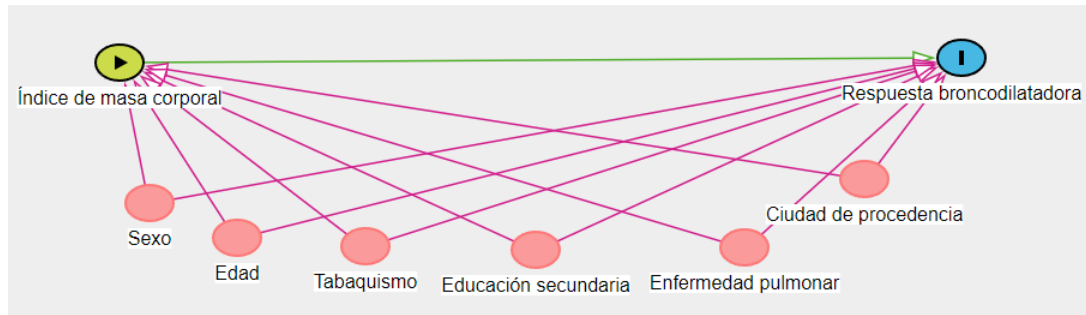 Índice de masa corporal
Respuesta broncodilatadora
Sexo
Edad
Tabaquismo
Educación secundaria
Enfermedad pulmonar
Ciudad de procedencia